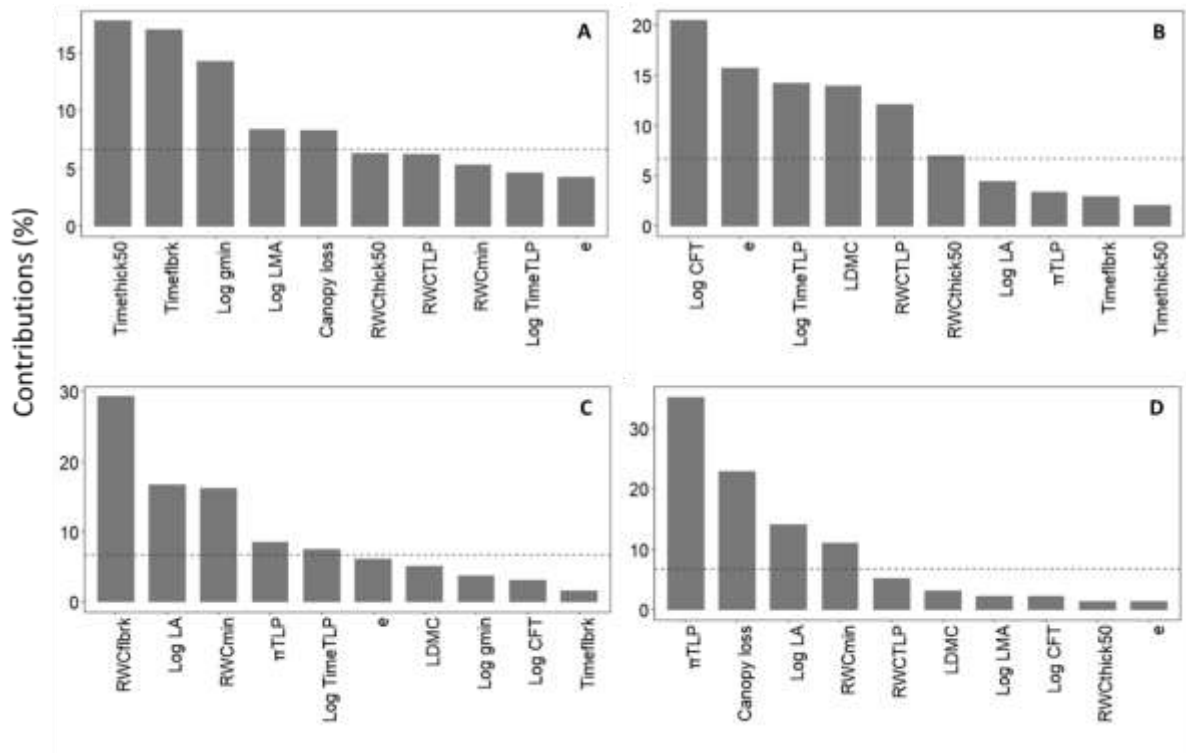 Contributions (%)
A
15
10
5
0
Timethick50
Timeflbrk
Log gmin
Log LMA
Canopy loss
RWCthick50
RWCTLP
RWCmin
Log TimeTLP
e
B
20
15
10
5
0
Log CFT
e
Log TimeTLP
LDMC
RWCTLP
RWCthick50
Log LA
πTLP
Timeflbrk
Timethick50
C
30
20
10
0
RWCflbrk
Log LA
RWCmin
πTLP
Log TimeTLP
e
LDMC
Log gmin
Log CFT
Timeflbrk
D
30
20
10
0
πTLP
Canopy loss
Log LA
RWCmin
RWCTLP
LDMC
Log LMA
Log CFT
RWCthick50
e